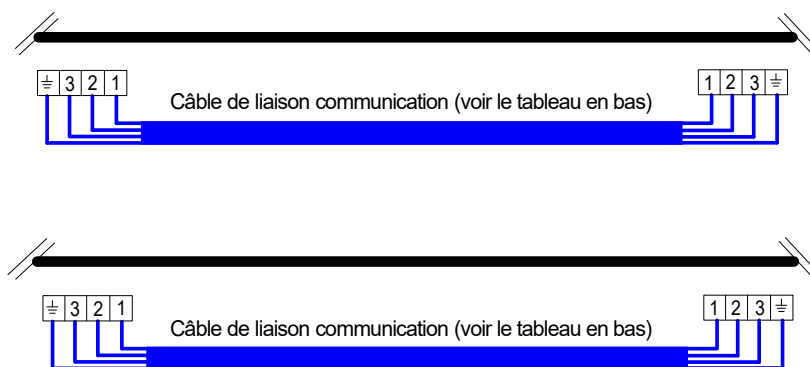 ⏚ 3 2 1
1 2 3 ⏚
Câble de liaison communication (voir le tableau en bas)
⏚ 3 2 1
1 2 3 ⏚
Câble de liaison communication (voir le tableau en bas)